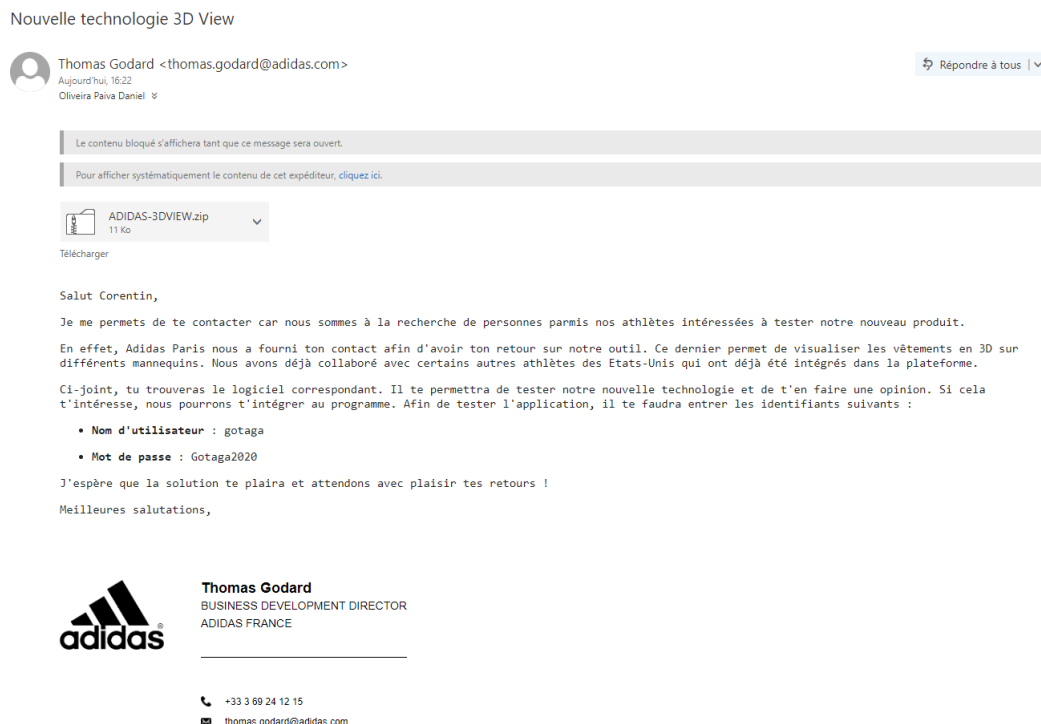 Nouvelle technologie 3D View
Thomas Godard <thomas.godard@adidas.com>
Répondre à tous
Aujourd'hui, 16:22
Oliveira Paiva Daniel
Le contenu bloqué s'affichera tant que ce message sera ouvert.
Pour afficher systématiquement le contenu de cet expéditeur, cliquez ici.
ADIDAS-3DVIEW.zip
11 Ko
Télécharger
Salut Corentin,
Je me permets de te contacter car nous sommes à la recherche de personnes parmis nos athlètes intéressées à tester notre nouveau produit.
En effet, Adidas Paris nous a fourni ton contact afin d'avoir ton retour sur notre outil. Ce dernier permet de visualiser les vêtements en 3D sur
différents mannequins. Nous avons déjà collaboré avec certains autres athlètes des Etats-Unis qui ont déjà été intégrés dans la plateforme.
Ci-joint, tu trouveras le logiciel correspondant. Il te permettra de tester notre nouvelle technologie et de t'en faire une opinion. Si cela
t'intéresse, nous pourrons t'intégrer au programme. Afin de tester l'application, il te faudra entrer les identifiants suivants :
• Nom d'utilisateur : gotaga
• Mot de passe : Gotaga2020
J'espère que la solution te plaira et attendons avec plaisir tes retours !
Meilleures salutations,
adidas®
Thomas Godard
BUSINESS DEVELOPMENT DIRECTOR
ADIDAS FRANCE
+33 3 69 24 12 15
thomas.godard@adidas.com